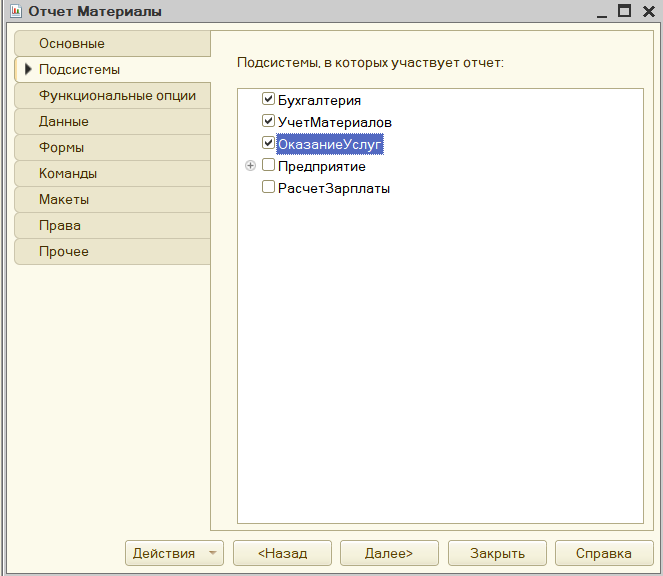 Отчет Материалы
Основные
Подсистемы
Функциональные опции
Данные
Формы
Команды
Макеты
Права
Прочее
Подсистемы, в которых участвует отчет:
Бухгалтерия
УчетМатериалов
ОказаниеУслуг
Предприятие
РасчетЗарплаты
Действия
<Назад
Далее>
Закрыть
Справка